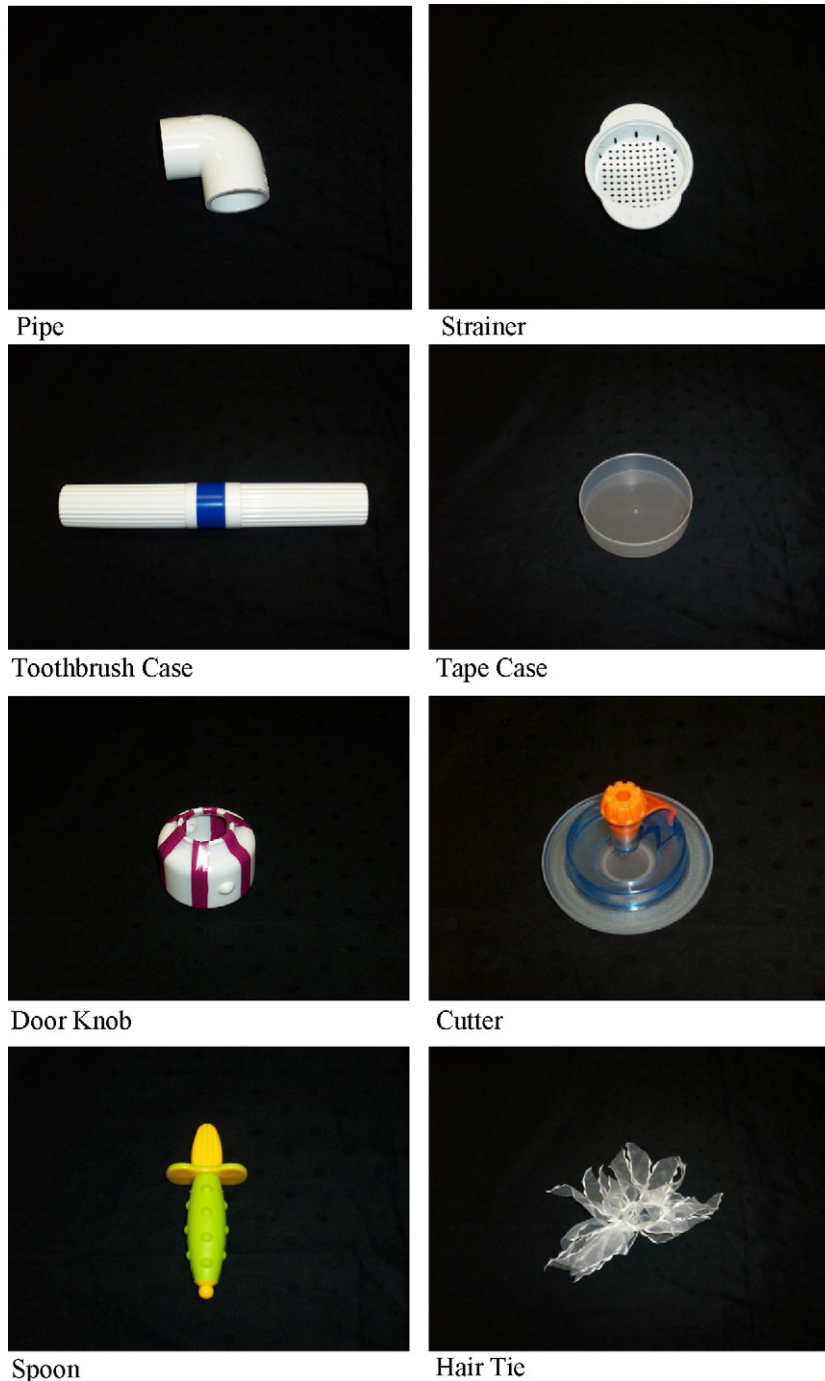 Pipe
Strainer
Toothbrush Case
Tape Case
Door Knob
Cutter
Spoon
Hair Tie